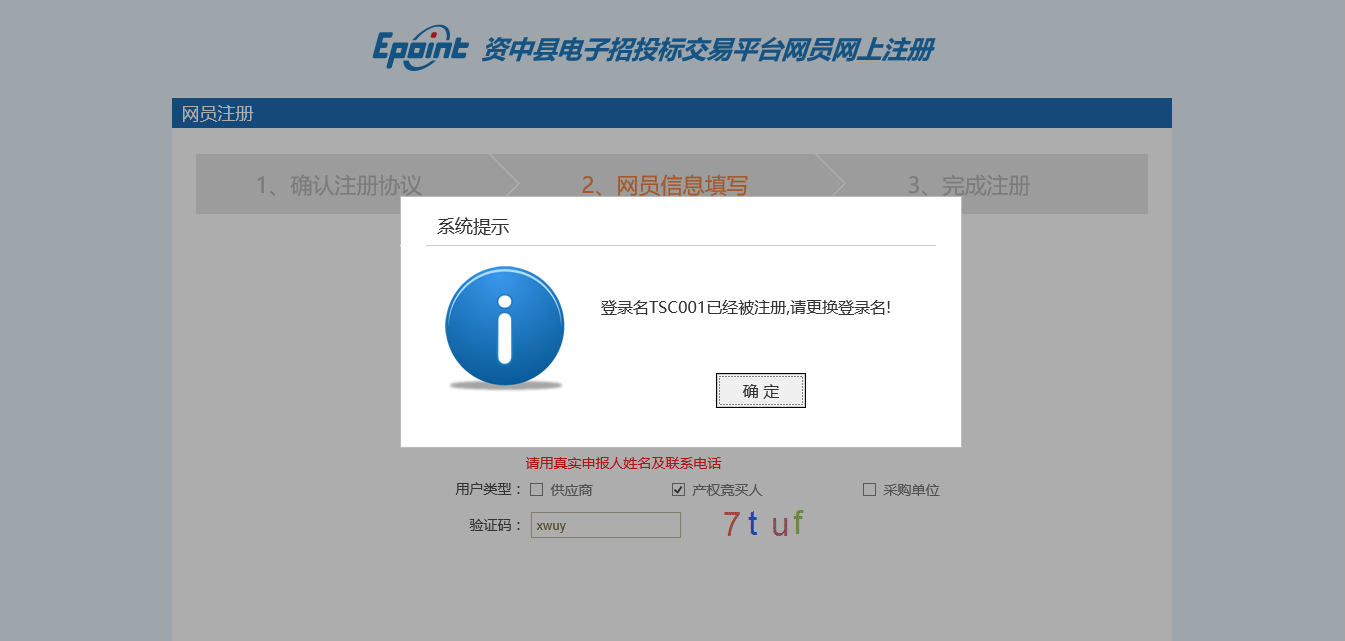 Epoint 资中县电子招投标交易平台网员网上注册
网员注册
1、确认注册协议 2、网员信息填写 3、完成注册
系统提示
登录名TSC001已经被注册,请更换登录名!
确 定
请用真实申报人姓名及联系电话
用户类型： 供应商 产权竞买人 采购单位
验证码： xwuy 7tuf